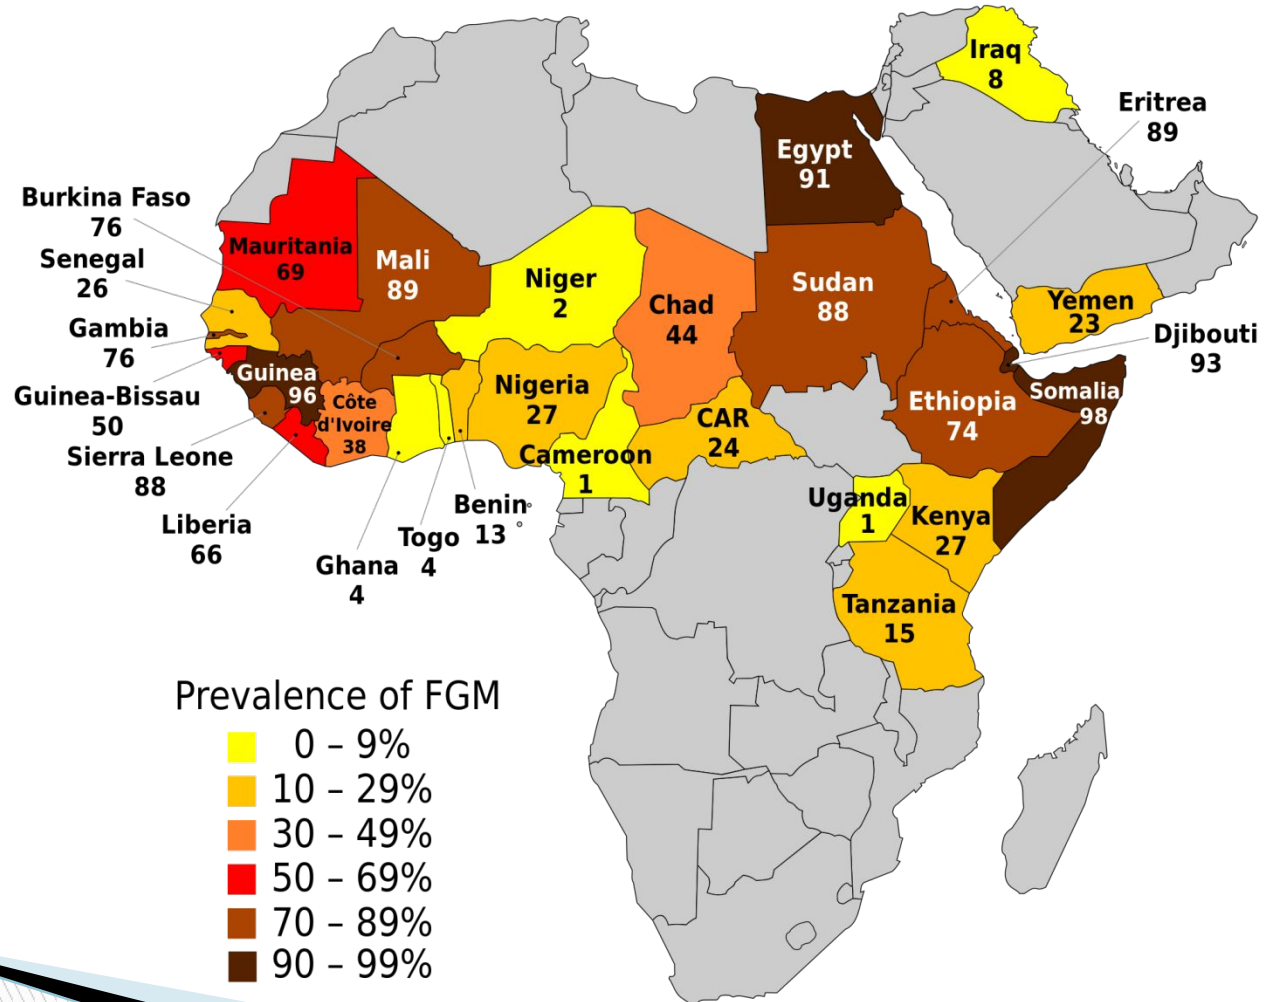 Iraq
8
Eritrea
89
Egypt
91
Burkina Faso
76
Mauritania
69
Mali
89
Senegal
26
Niger
2
Chad
44
Sudan
88
Yemen
23
Gambia
76
Djibouti
93
Guinea-Bissau
50
Guinea
96
Côte
d'Ivoire
38
Nigeria
27
CAR
24
Ethiopia
74
Somalia
98
Sierra Leone
88
Cameroon
1
Liberia
66
Benin
13
Togo
4
Ghana
4
Uganda
1
Kenya
27
Tanzania
15
Prevalence of FGM
0 – 9%
10 – 29%
30 – 49%
50 – 69%
70 – 89%
90 – 99%